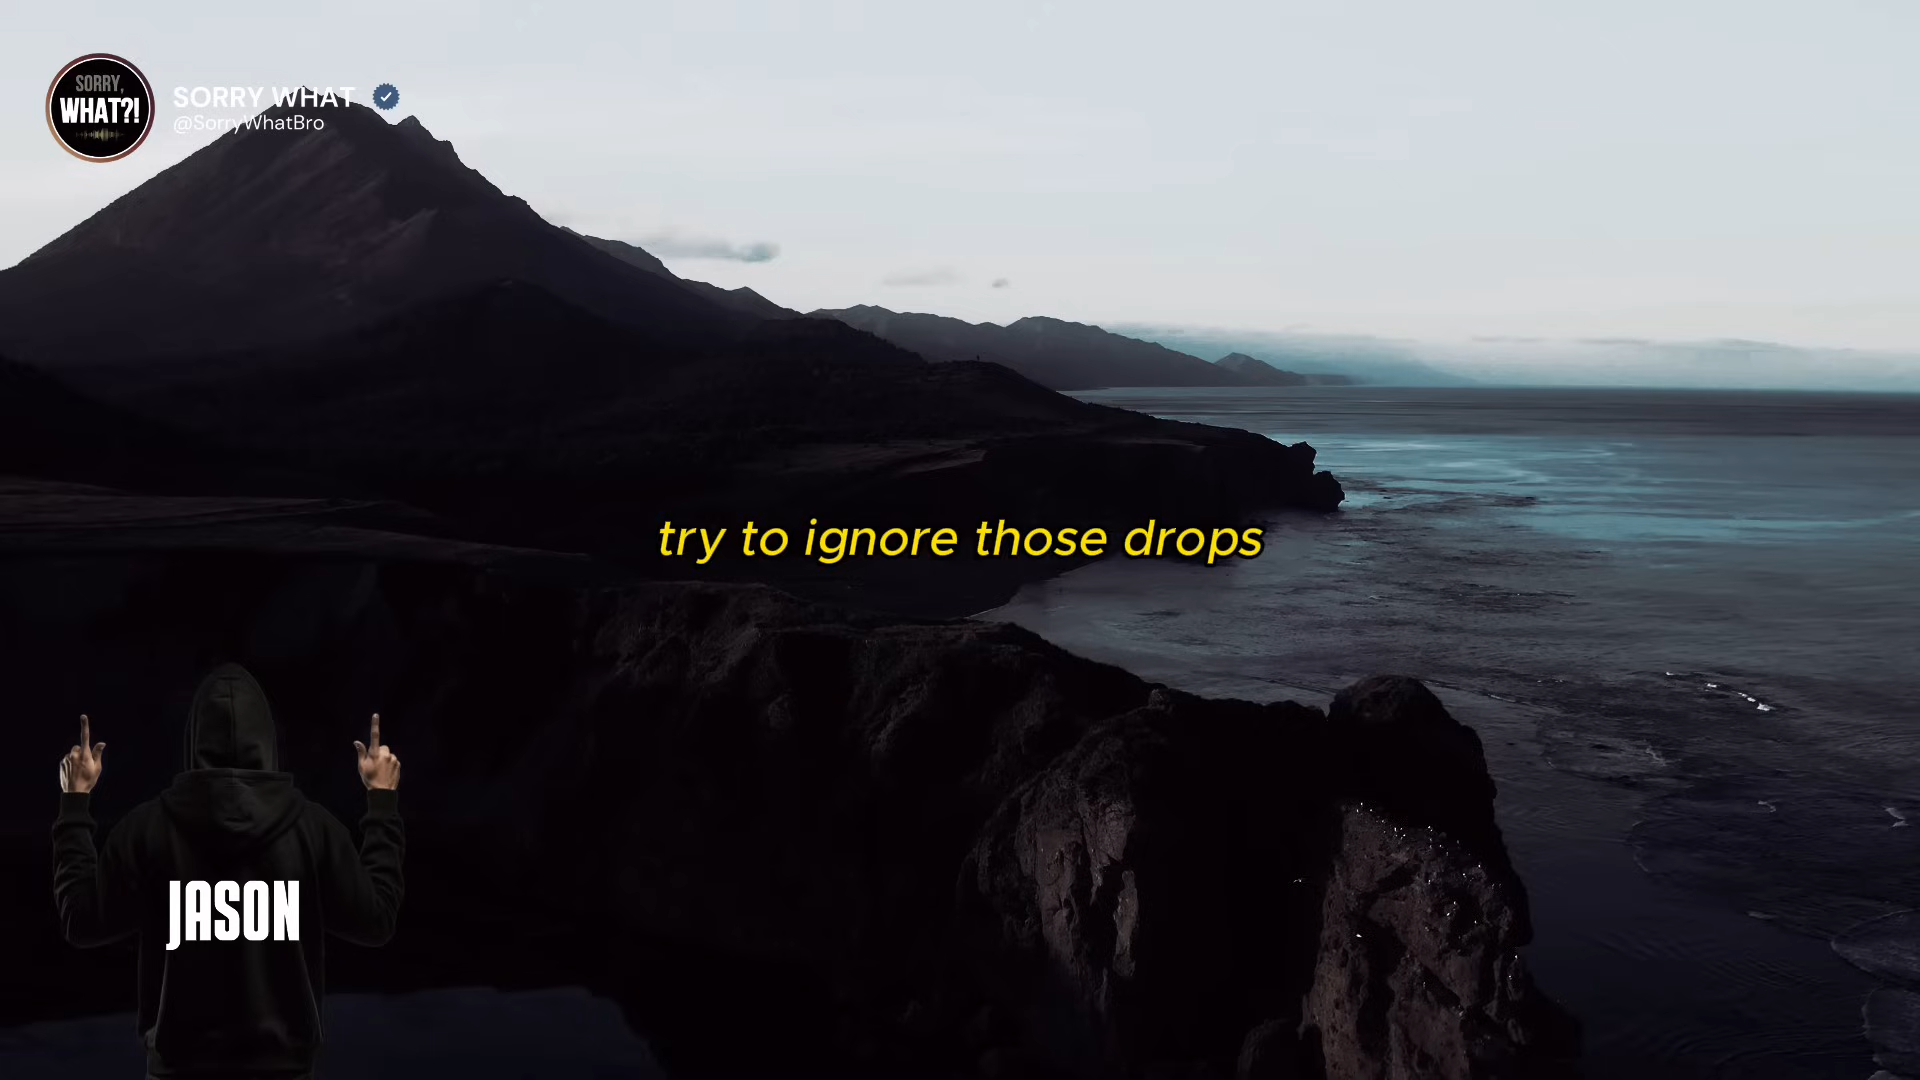 SORRY,
WHAT?!
SORRY WHAT
@SorryWhatBro
try to ignore those drops
JASON